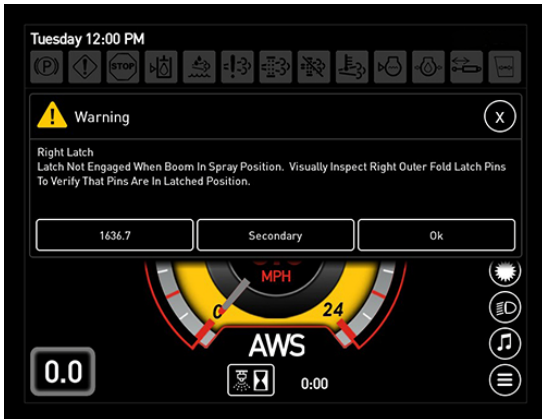 Tuesday 12:00 PM
STOP
Warning
X
Right Latch
Latch Not Engaged When Boom In Spray Position. Visually Inspect Right Outer Fold Latch Pins
To Verify That Pins Are In Latched Position.
1636.7
Secondary
Ok
MPH
0
24
AWS
0.0
0:00